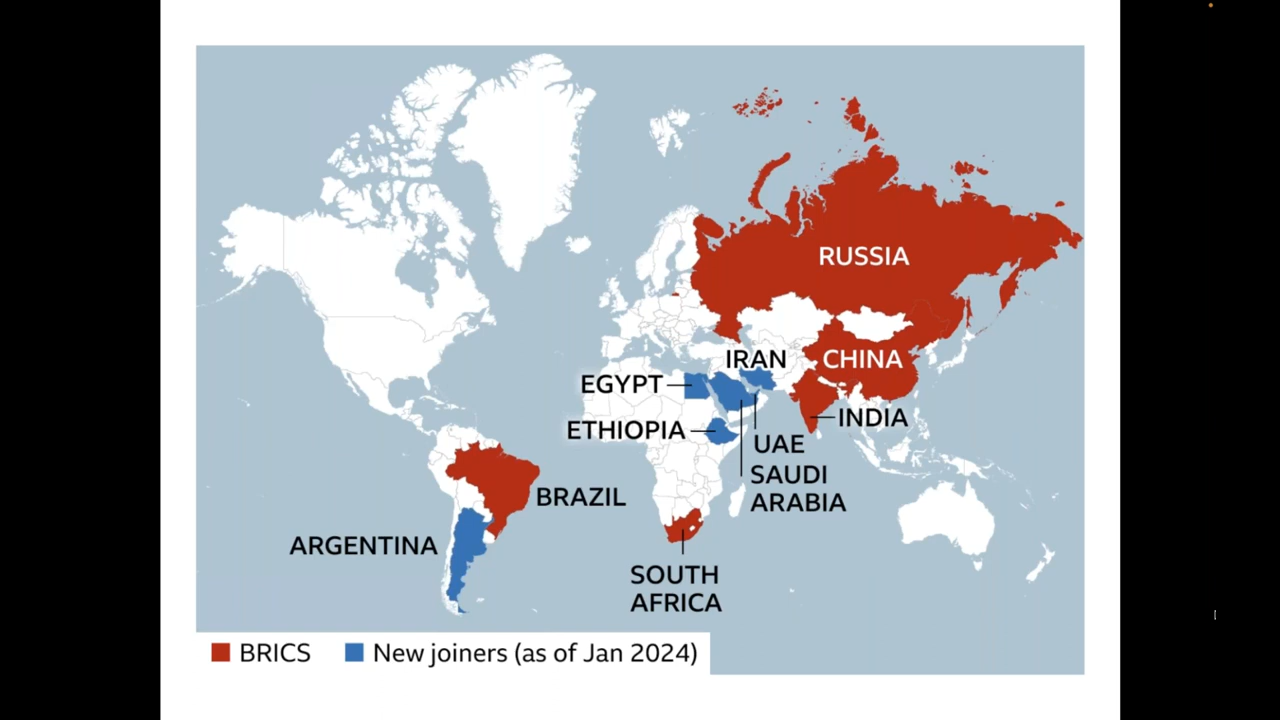 RUSSIA
IRAN
CHINA
EGYPT
INDIA
ETHIOPIA
UAE
SAUDI
ARABIA
BRAZIL
ARGENTINA
SOUTH
AFRICA
BRICS
New joiners (as of Jan 2024)